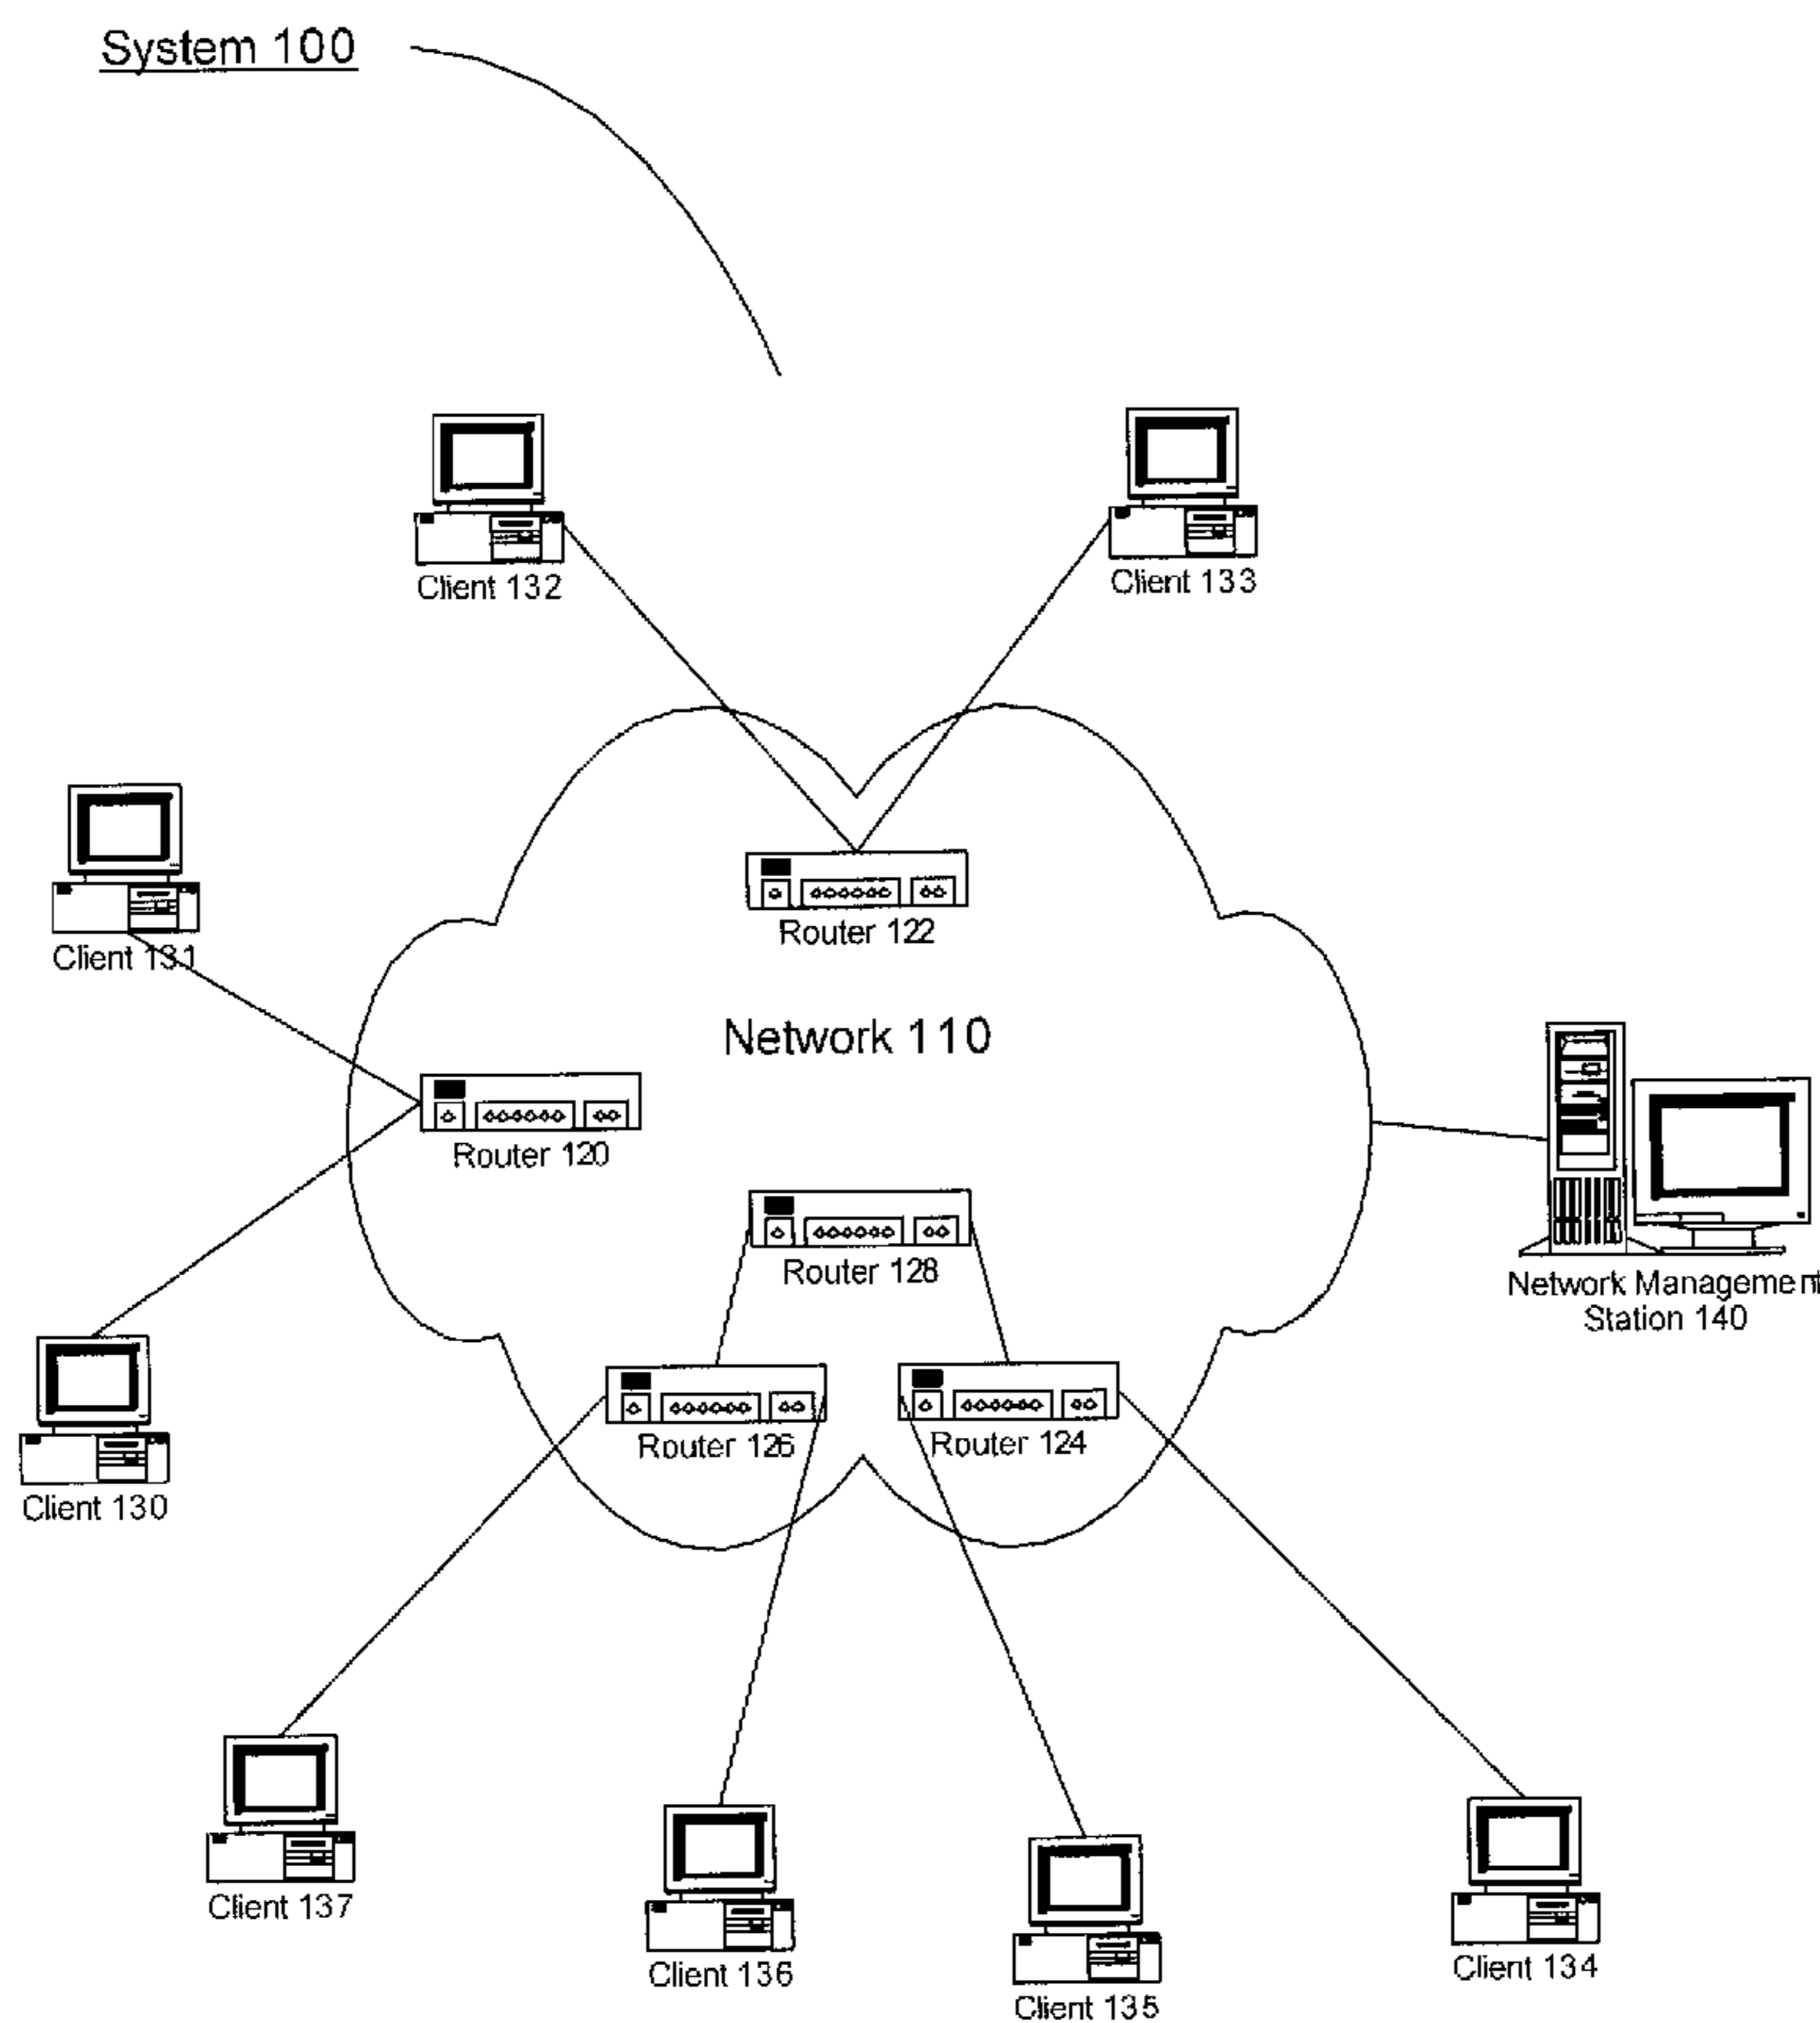 System 100
Client 132
Client 133
Client 131
Router 122
Network 110
Router 120
Router 128
Network Management
Station 140
Router 126
Router 124
Client 130
Client 137
Client 136
Client 135
Client 134